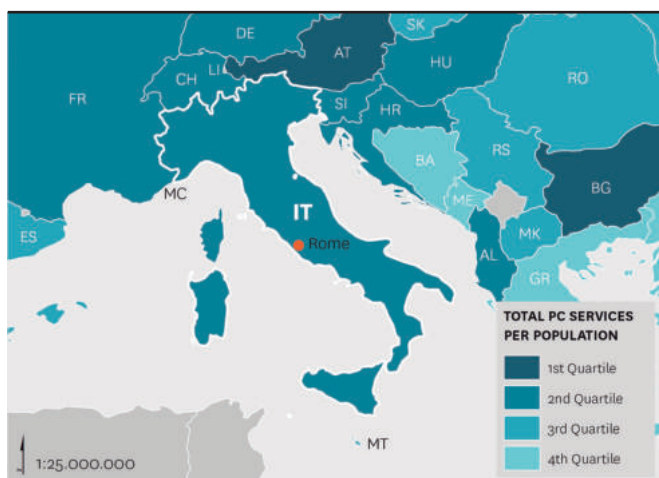 DE
SK
AT
LI
CH
HU
FR
SI
HR
RO
BA
RS
MC
IT
ME
BG
ES
Rome
MK
AL
GR
TOTAL PC SERVICES
PER POPULATION
1st Quartile
2nd Quartile
3rd Quartile
4th Quartile
MT
1:25.000.000